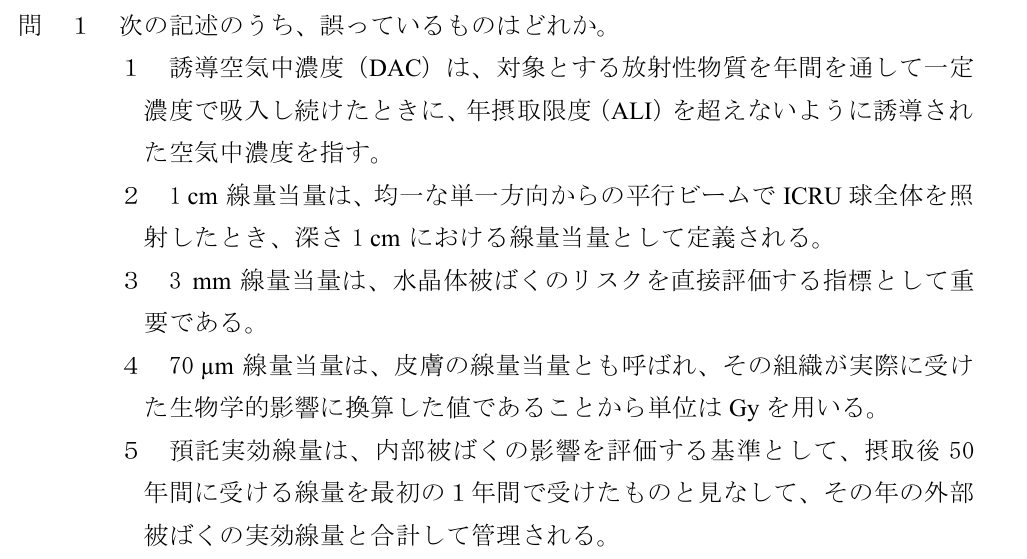 問　１　次の記述のうち、誤っているものはどれか。
１　誘導空気中濃度（DAC）は、対象とする放射性物質を年間を通して一定
濃度で吸入し続けたときに、年摂取限度（ALI）を超えないように誘導され
た空気中濃度を指す。
２　１cm 線量当量は、均一な単一方向からの平行ビームで ICRU 球全体を照
射したとき、深さ１cm における線量当量として定義される。
３　３ mm 線量当量は、水晶体被ばくのリスクを直接評価する指標として重
要である。
４　70 μm 線量当量は、皮膚の線量当量とも呼ばれ、その組織が実際に受け
た生物学的影響に換算した値であることから単位は Gy を用いる。
５　預託実効線量は、内部被ばくの影響を評価する基準として、摂取後 50
年間に受ける線量を最初の１年間で受けたものと見なして、その年の外部
被ばくの実効線量と合計して管理される。